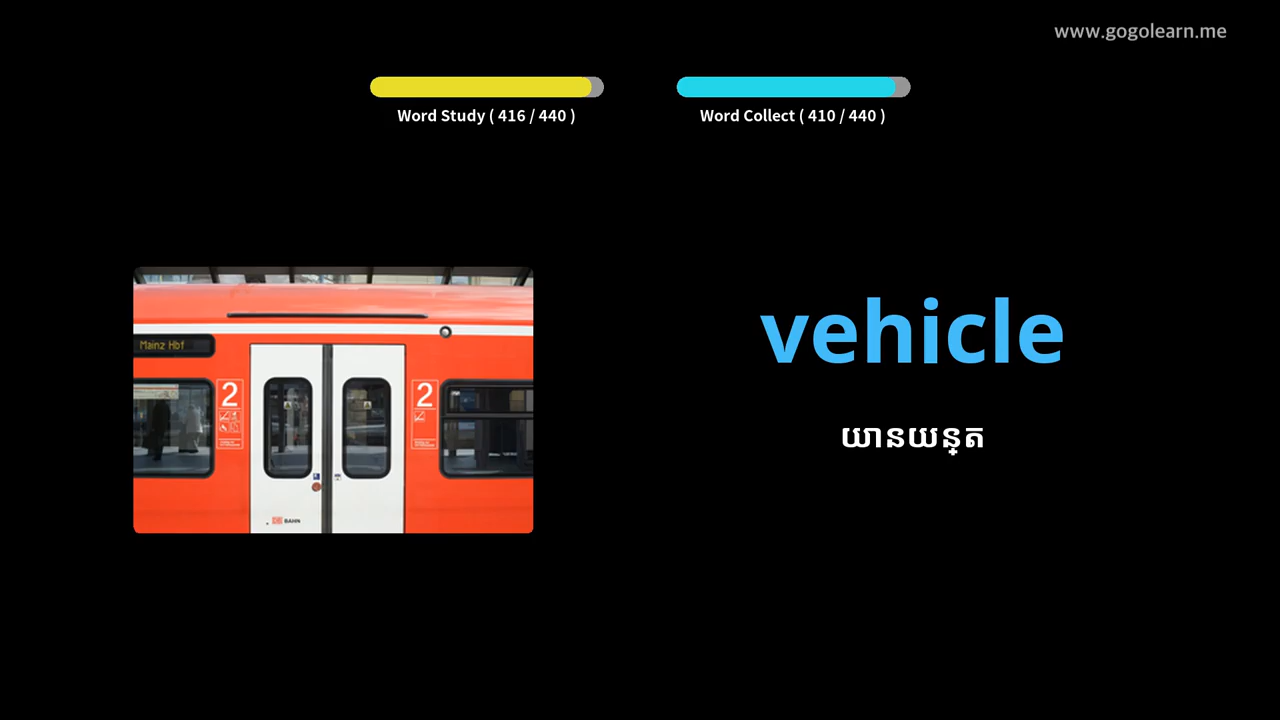 www.gogolearn.me
Word Study ( 416 / 440 )
Word Collect ( 410 / 440 )
vehicle
យានយន្ត
Mainz Hbf
2
2
BAHN